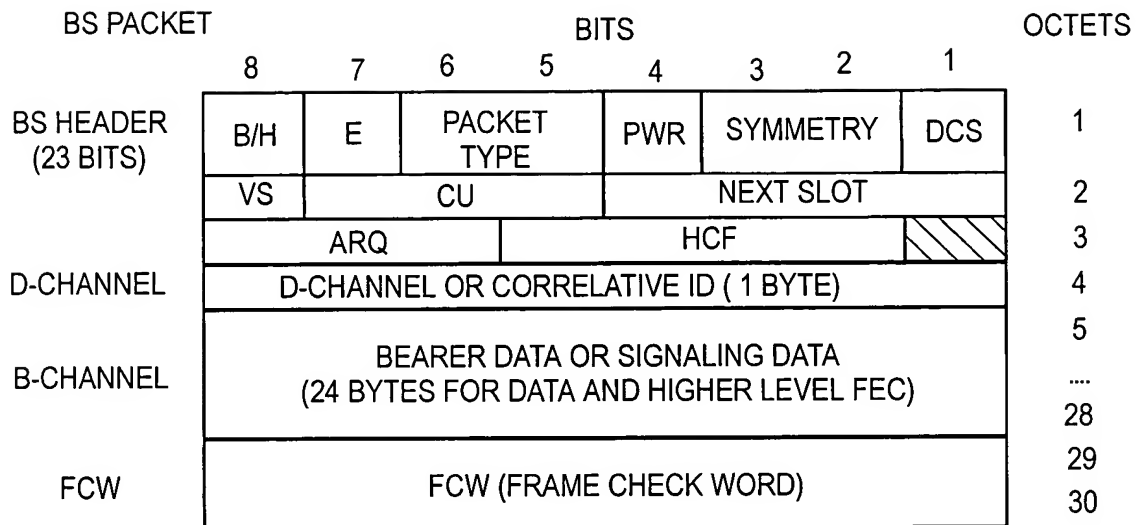 BS PACKET BITS OCTETS
8 7 6 5 4 3 2 1
BS HEADER
(23 BITS)
B/H E PACKET
TYPE PWR SYMMETRY DCS 1
VS CU NEXT SLOT 2
ARQ HCF 3
D-CHANNEL D-CHANNEL OR CORRELATIVE ID ( 1 BYTE) 4
B-CHANNEL
BEARER DATA OR SIGNALING DATA
(24 BYTES FOR DATA AND HIGHER LEVEL FEC)
5
....
28
FCW FCW (FRAME CHECK WORD)
29
30